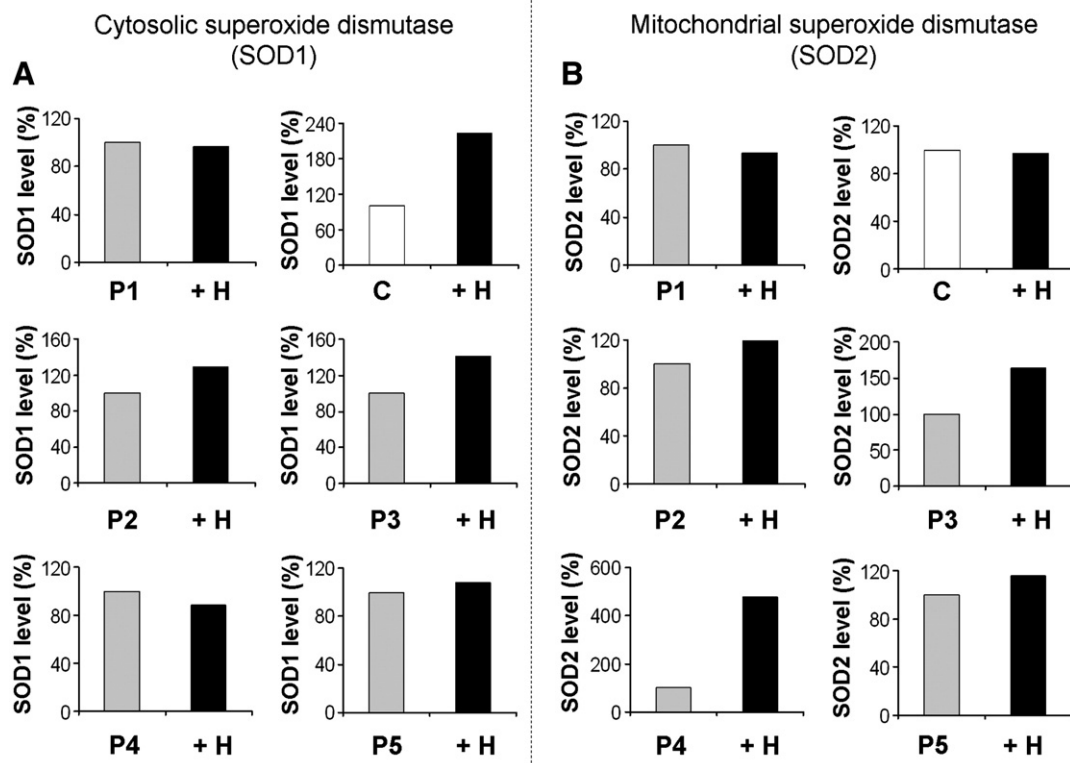 Cytosolic superoxide dismutase
(SOD1)
A
SOD1 level (%)
120
80
40
0
P1 + H
SOD1 level (%)
240
180
120
60
0
C + H
SOD1 level (%)
160
120
80
40
0
P2 + H
SOD1 level (%)
160
120
80
40
0
P3 + H
SOD1 level (%)
120
80
40
0
P4 + H
SOD1 level (%)
120
80
40
0
P5 + H
Mitochondrial superoxide dismutase
(SOD2)
B
SOD2 level (%)
120
80
40
0
P1 + H
SOD2 level (%)
120
80
40
0
C + H
SOD2 level (%)
120
80
40
0
P2 + H
SOD2 level (%)
200
150
100
50
0
P3 + H
SOD2 level (%)
600
400
200
0
P4 + H
SOD2 level (%)
120
80
40
0
P5 + H